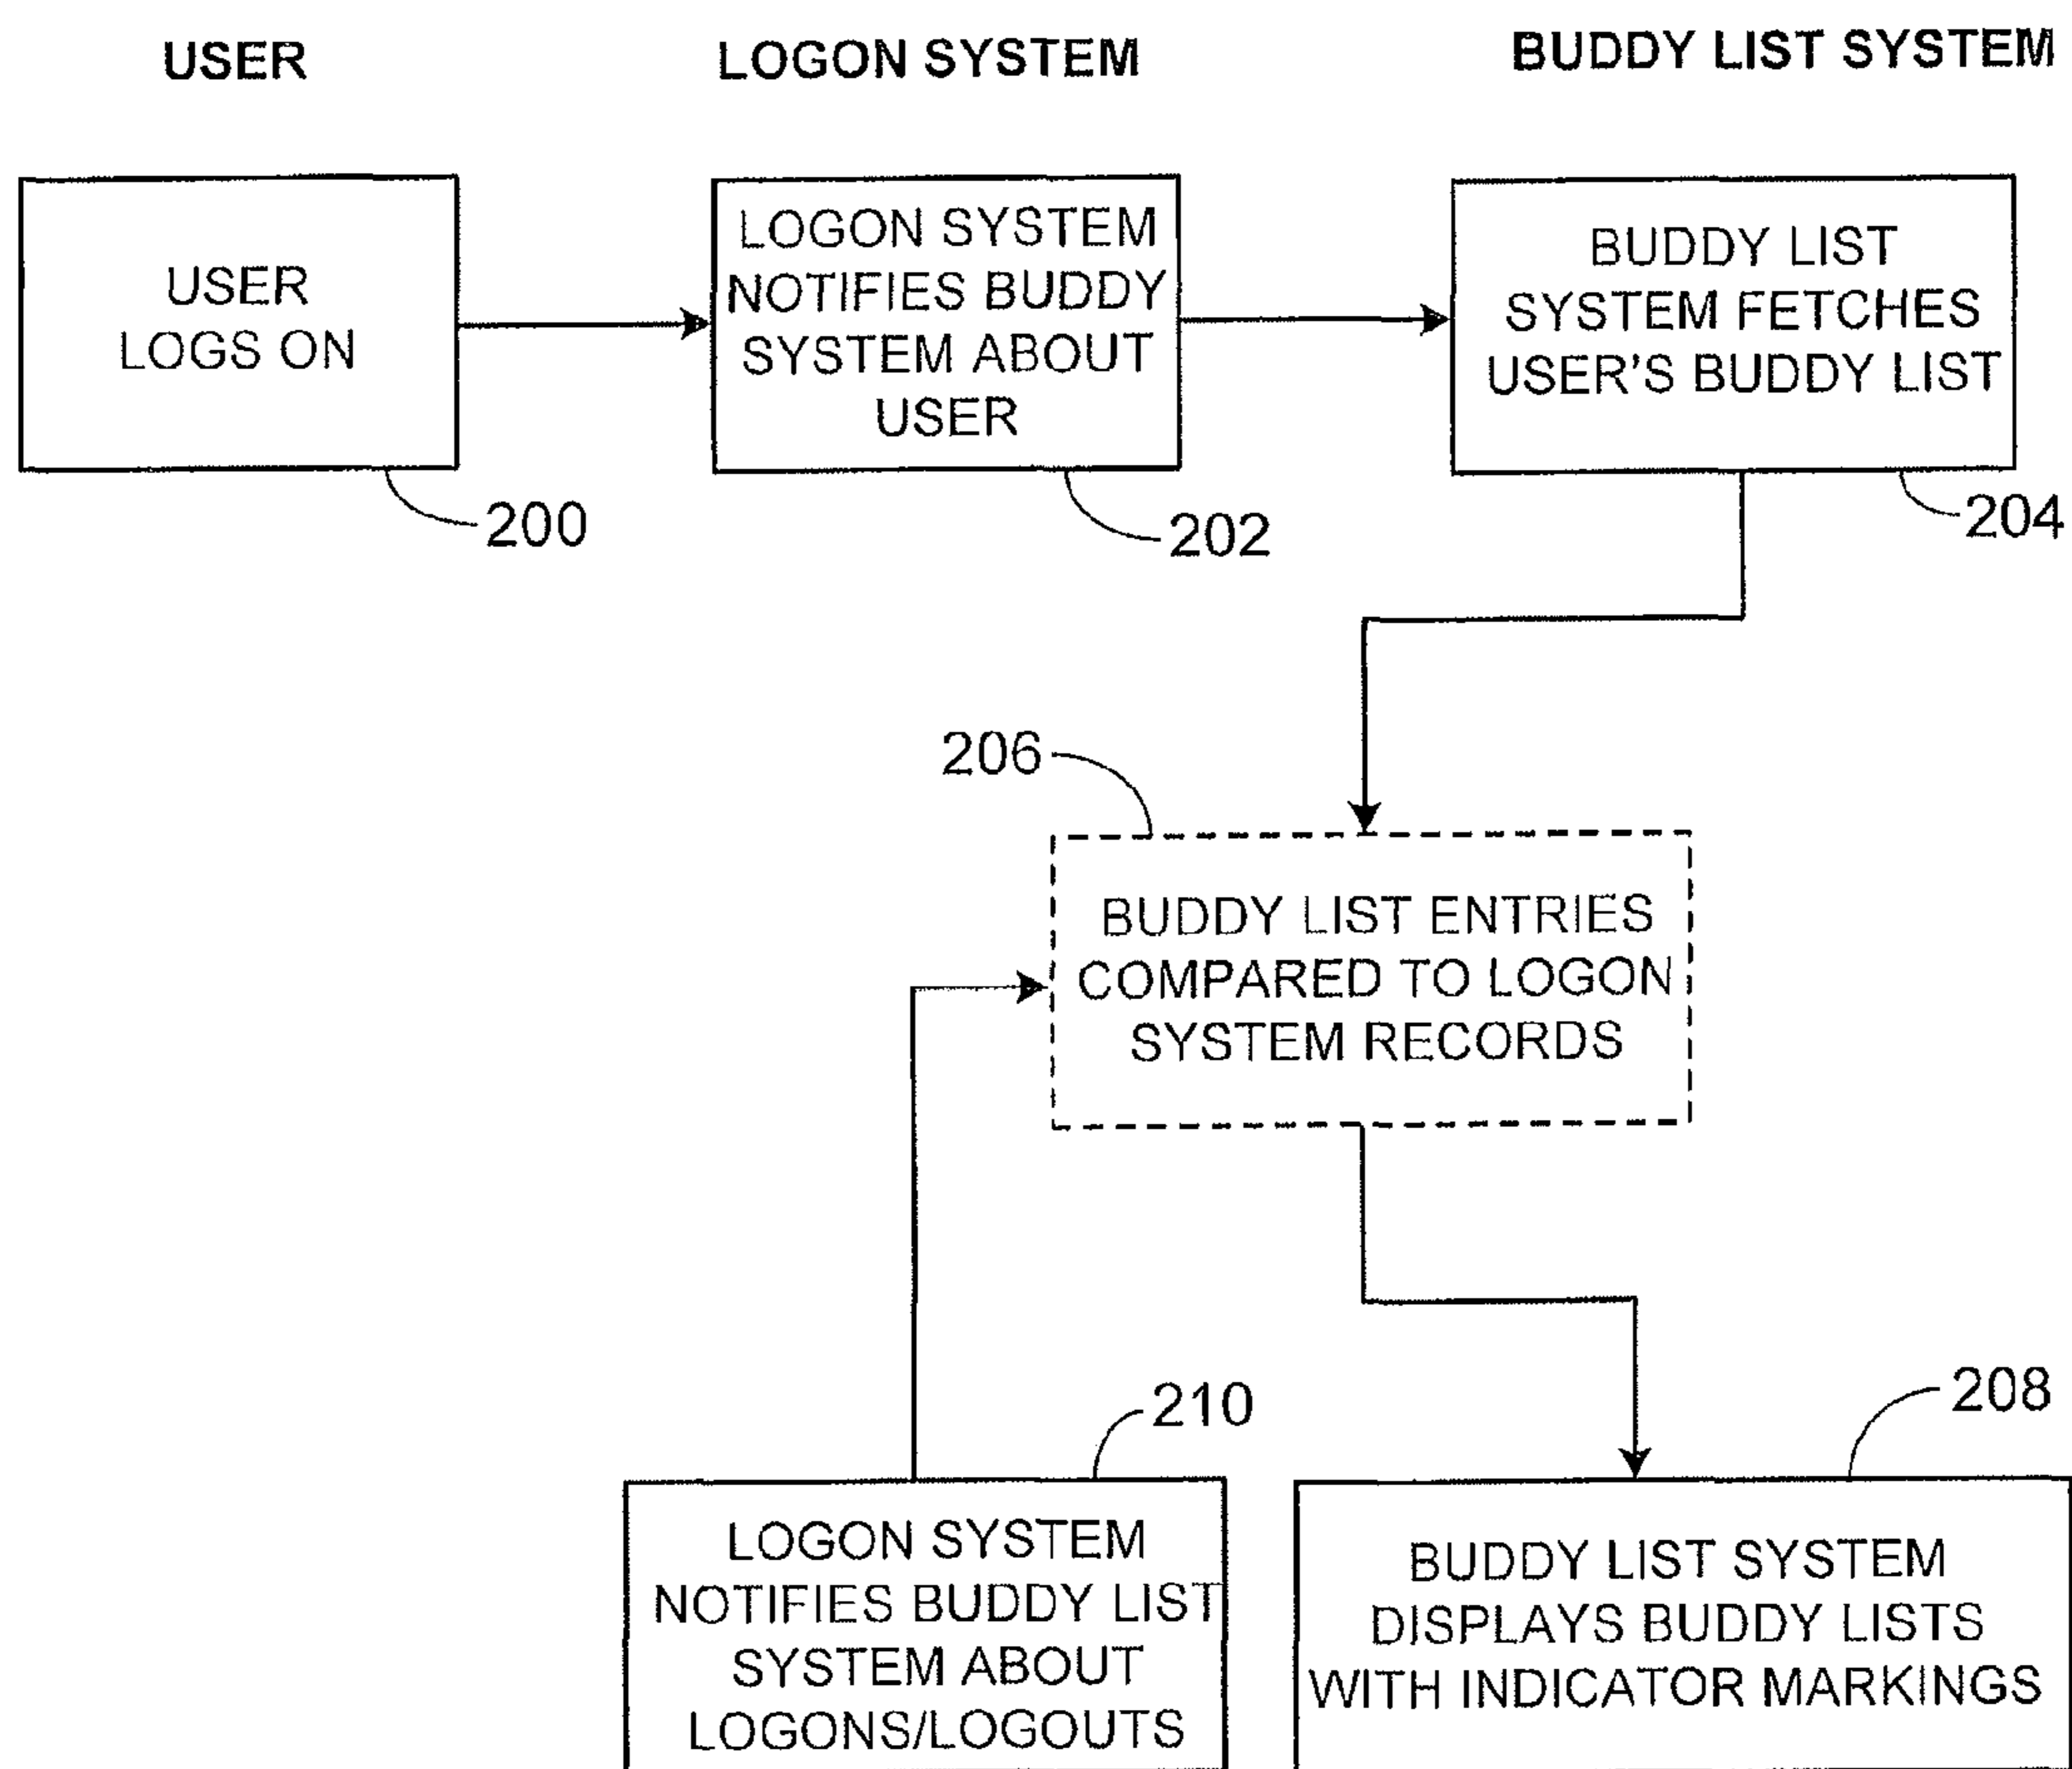 USER
LOGON SYSTEM
BUDDY LIST SYSTEM
USER
LOGS ON
200
LOGON SYSTEM
NOTIFIES BUDDY
SYSTEM ABOUT
USER
202
BUDDY LIST
SYSTEM FETCHES
USER'S BUDDY LIST
204
206
BUDDY LIST ENTRIES
COMPARED TO LOGON
SYSTEM RECORDS
210
LOGON SYSTEM
NOTIFIES BUDDY LIST
SYSTEM ABOUT
LOGONS/LOGOUTS
208
BUDDY LIST SYSTEM
DISPLAYS BUDDY LISTS
WITH INDICATOR MARKINGS